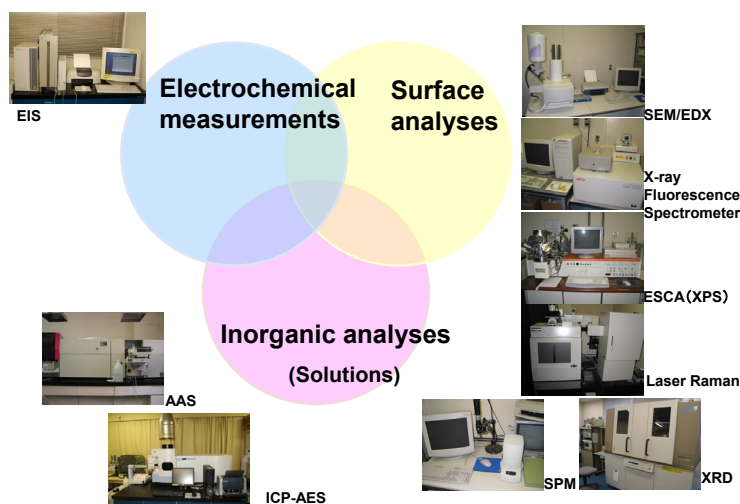 Electrochemical
measurements
Surface
analyses
EIS
SEM/EDX
X-ray
Fluorescence
Spectrometer
ESCA(XPS)
Inorganic analyses
(Solutions)
Laser Raman
AAS
SPM
XRD
ICP-AES